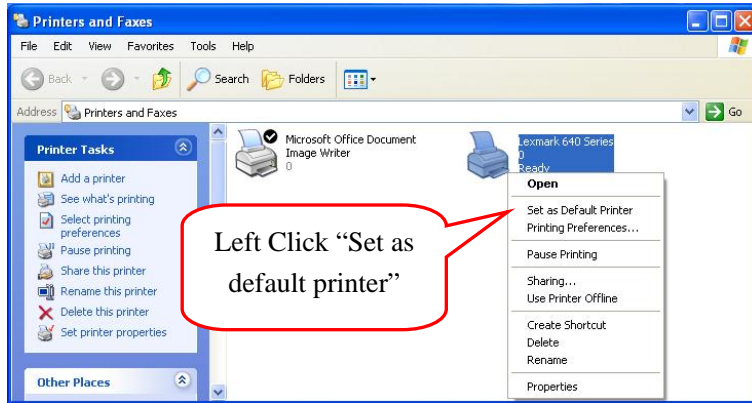 Printers and Faxes
File Edit View Favorites Tools Help
Back Search Folders
Address Printers and Faxes Go
Printer Tasks
Add a printer
See what's printing
Select printing
preferences
Pause printing
Share this printer
Rename this printer
Delete this printer
Set printer properties
Other Places
Microsoft Office Document
Image Writer
0
Lexmark 640 Series
0
Ready
Open
Set as Default Printer
Printing Preferences...
Pause Printing
Sharing...
Use Printer Offline
Create Shortcut
Delete
Rename
Properties
Left Click “Set as
default printer”